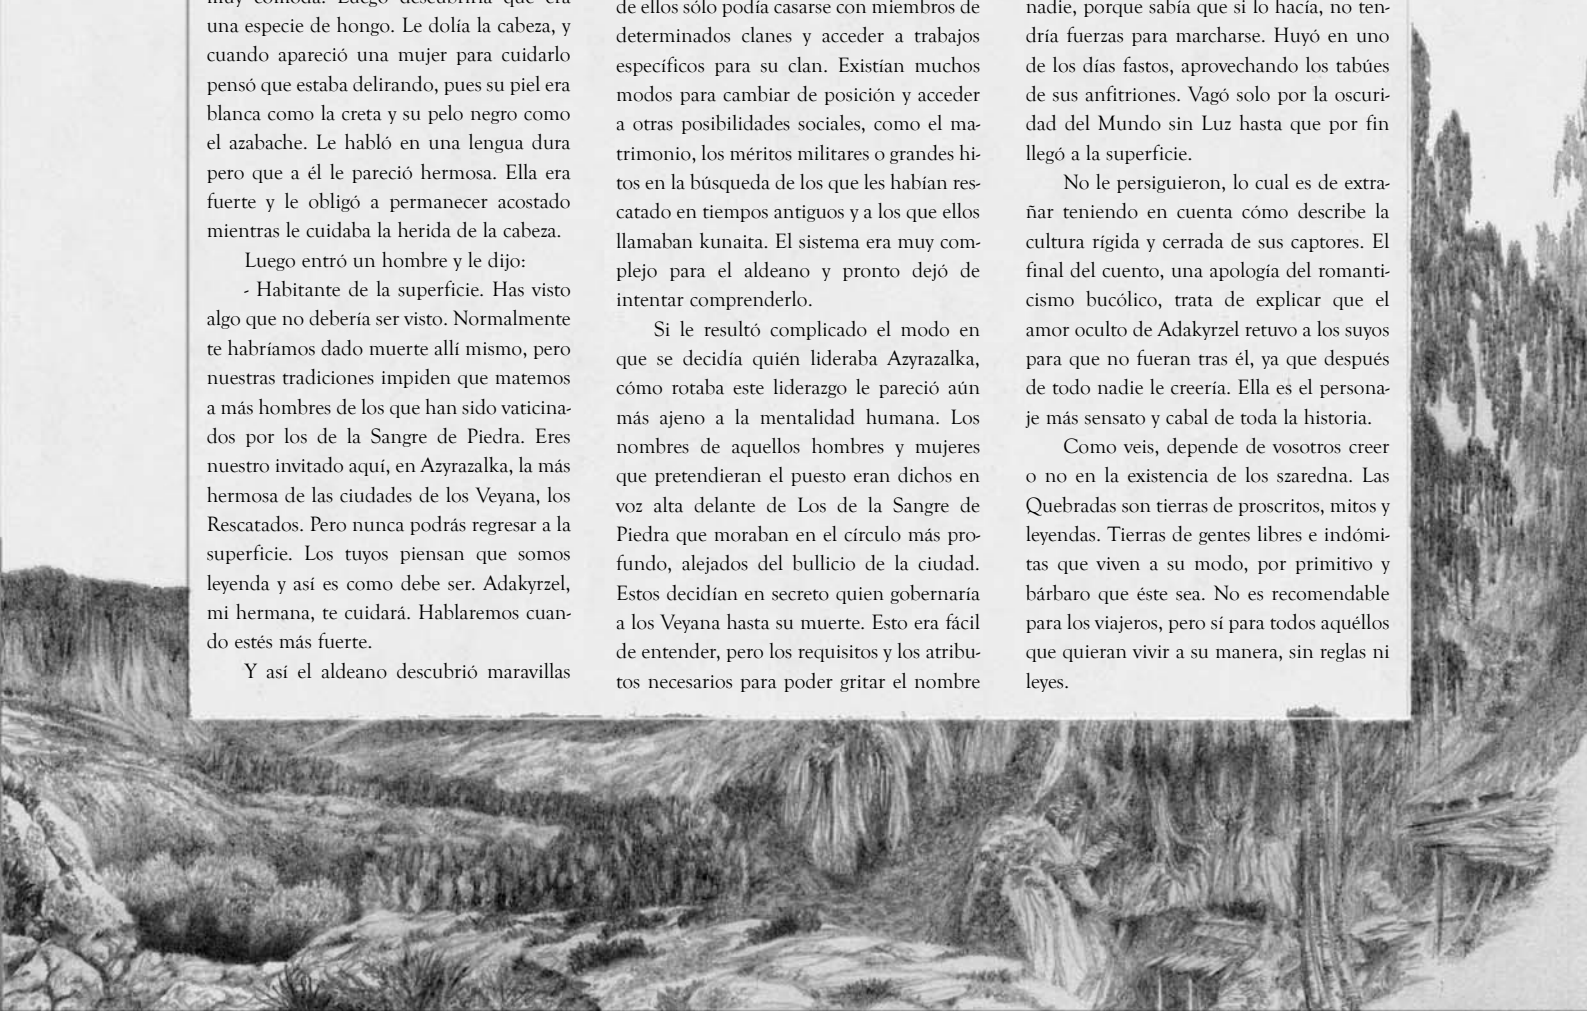 una especie de hongo. Le dolía la cabeza, y
cuando apareció una mujer para cuidarlo
pensó que estaba delirando, pues su piel era
blanca como la creta y su pelo negro como
el azabache. Le habló en una lengua dura
pero que a él le pareció hermosa. Ella era
fuerte y le obligó a permanecer acostado
mientras le cuidaba la herida de la cabeza.
Luego entró un hombre y le dijo:
- Habitante de la superficie. Has visto
algo que no debería ser visto. Normalmente
te habríamos dado muerte allí mismo, pero
nuestras tradiciones impiden que matemos
a más hombres de los que han sido vaticina-
dos por los de la Sangre de Piedra. Eres
nuestro invitado aquí, en Azyrazalka, la más
hermosa de las ciudades de los Veyana, los
Rescatados. Pero nunca podrás regresar a la
superficie. Los tuyos piensan que somos
leyenda y así es como debe ser. Adakyrzel,
mi hermana, te cuidará. Hablaremos cuan-
do estés más fuerte.
Y así el aldeano descubrió maravillas
de ellos sólo podía casarse con miembros de
determinados clanes y acceder a trabajos
específicos para su clan. Existían muchos
modos para cambiar de posición y acceder
a otras posibilidades sociales, como el ma-
trimonio, los méritos militares o grandes hi-
tos en la búsqueda de los que les habían res-
catado en tiempos antiguos y a los que ellos
llamaban kunaita. El sistema era muy com-
plejo para el aldeano y pronto dejó de
intentar comprenderlo.
Si le resultó complicado el modo en
que se decidía quién lideraba Azyrazalka,
cómo rotaba este liderazgo le pareció aún
más ajeno a la mentalidad humana. Los
nombres de aquellos hombres y mujeres
que pretendieran el puesto eran dichos en
voz alta delante de Los de la Sangre de
Piedra que moraban en el círculo más pro-
fundo, alejados del bullicio de la ciudad.
Estos decidían en secreto quien gobernaría
a los Veyana hasta su muerte. Esto era fácil
de entender, pero los requisitos y los atribu-
tos necesarios para poder gritar el nombre
nadie, porque sabía que si lo hacía, no ten-
dría fuerzas para marcharse. Huyó en uno
de los días fastos, aprovechando los tabúes
de sus anfitriones. Vagó solo por la oscuri-
dad del Mundo sin Luz hasta que por fin
llegó a la superficie.
No le persiguieron, lo cual es de extra-
ñar teniendo en cuenta cómo describe la
cultura rígida y cerrada de sus captores. El
final del cuento, una apología del romanti-
cismo bucólico, trata de explicar que el
amor oculto de Adakyrzel retuvo a los suyos
para que no fueran tras él, ya que después
de todo nadie le creería. Ella es el persona-
je más sensato y cabal de toda la historia.
Como veis, depende de vosotros creer
o no en la existencia de los szaredna. Las
Quebradas son tierras de proscritos, mitos y
leyendas. Tierras de gentes libres e indómi-
tas que viven a su modo, por primitivo y
bárbaro que éste sea. No es recomendable
para los viajeros, pero sí para todos aquéllos
que quieran vivir a su manera, sin reglas ni
leyes.